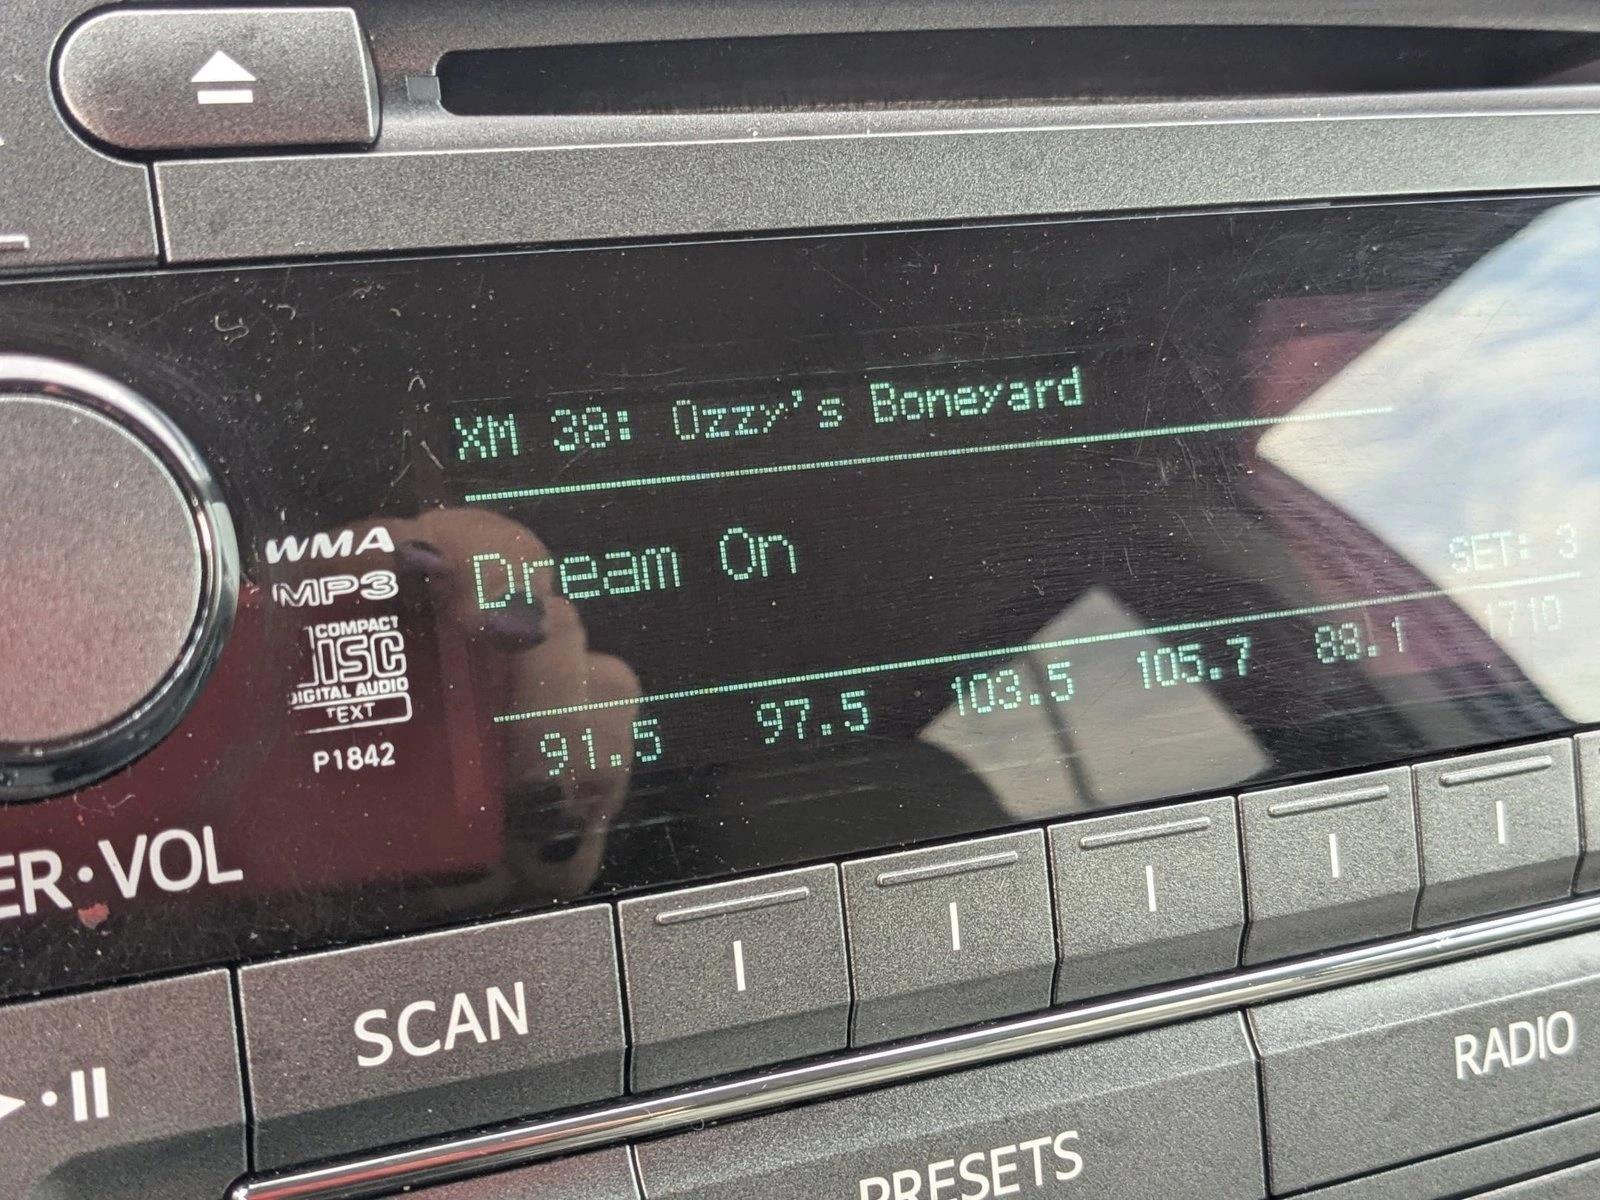 XM 38: Ozzy's Boneyard
Dream On
SET: 3
91.5 97.5 103.5 105.7 88.1 1710
WMA
MP3
COMPACT
DISC
DIGITAL AUDIO
TEXT
P1842
ER·VOL
SCAN
RADIO
PRESETS